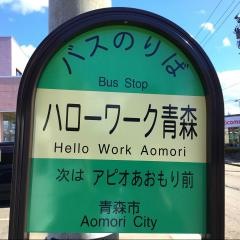 バスのりば
Bus Stop
ハローワーク青森
Hello Work Aomori
次は アピオあおもり前
青森市
Aomori City